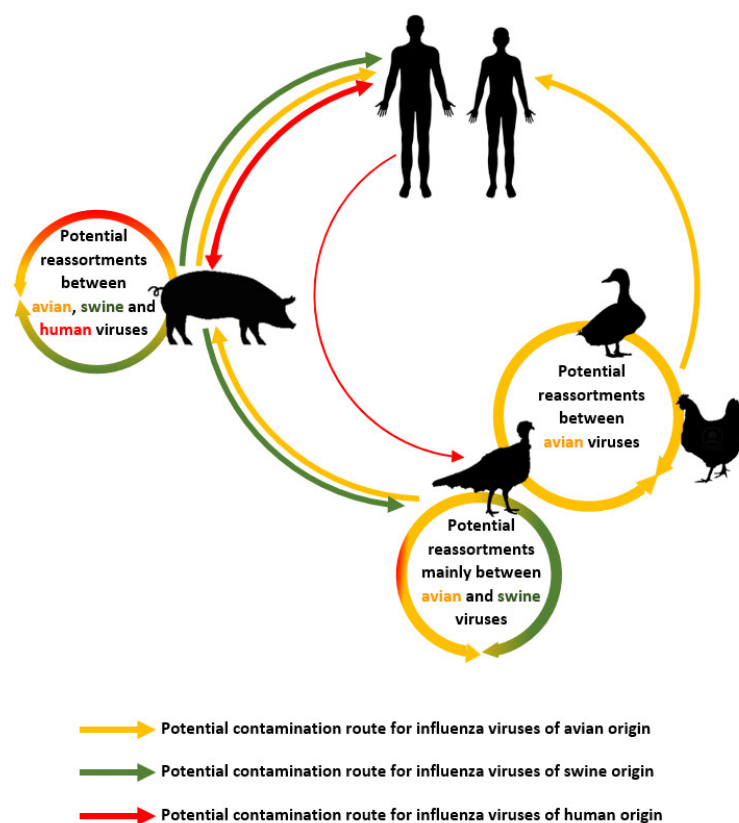 Potential
reassortments
between
avian, swine and
human viruses
Potential
reassortments
between
avian viruses
Potential
reassortments
mainly between
avian and swine
viruses
Potential contamination route for influenza viruses of avian origin
Potential contamination route for influenza viruses of swine origin
Potential contamination route for influenza viruses of human origin